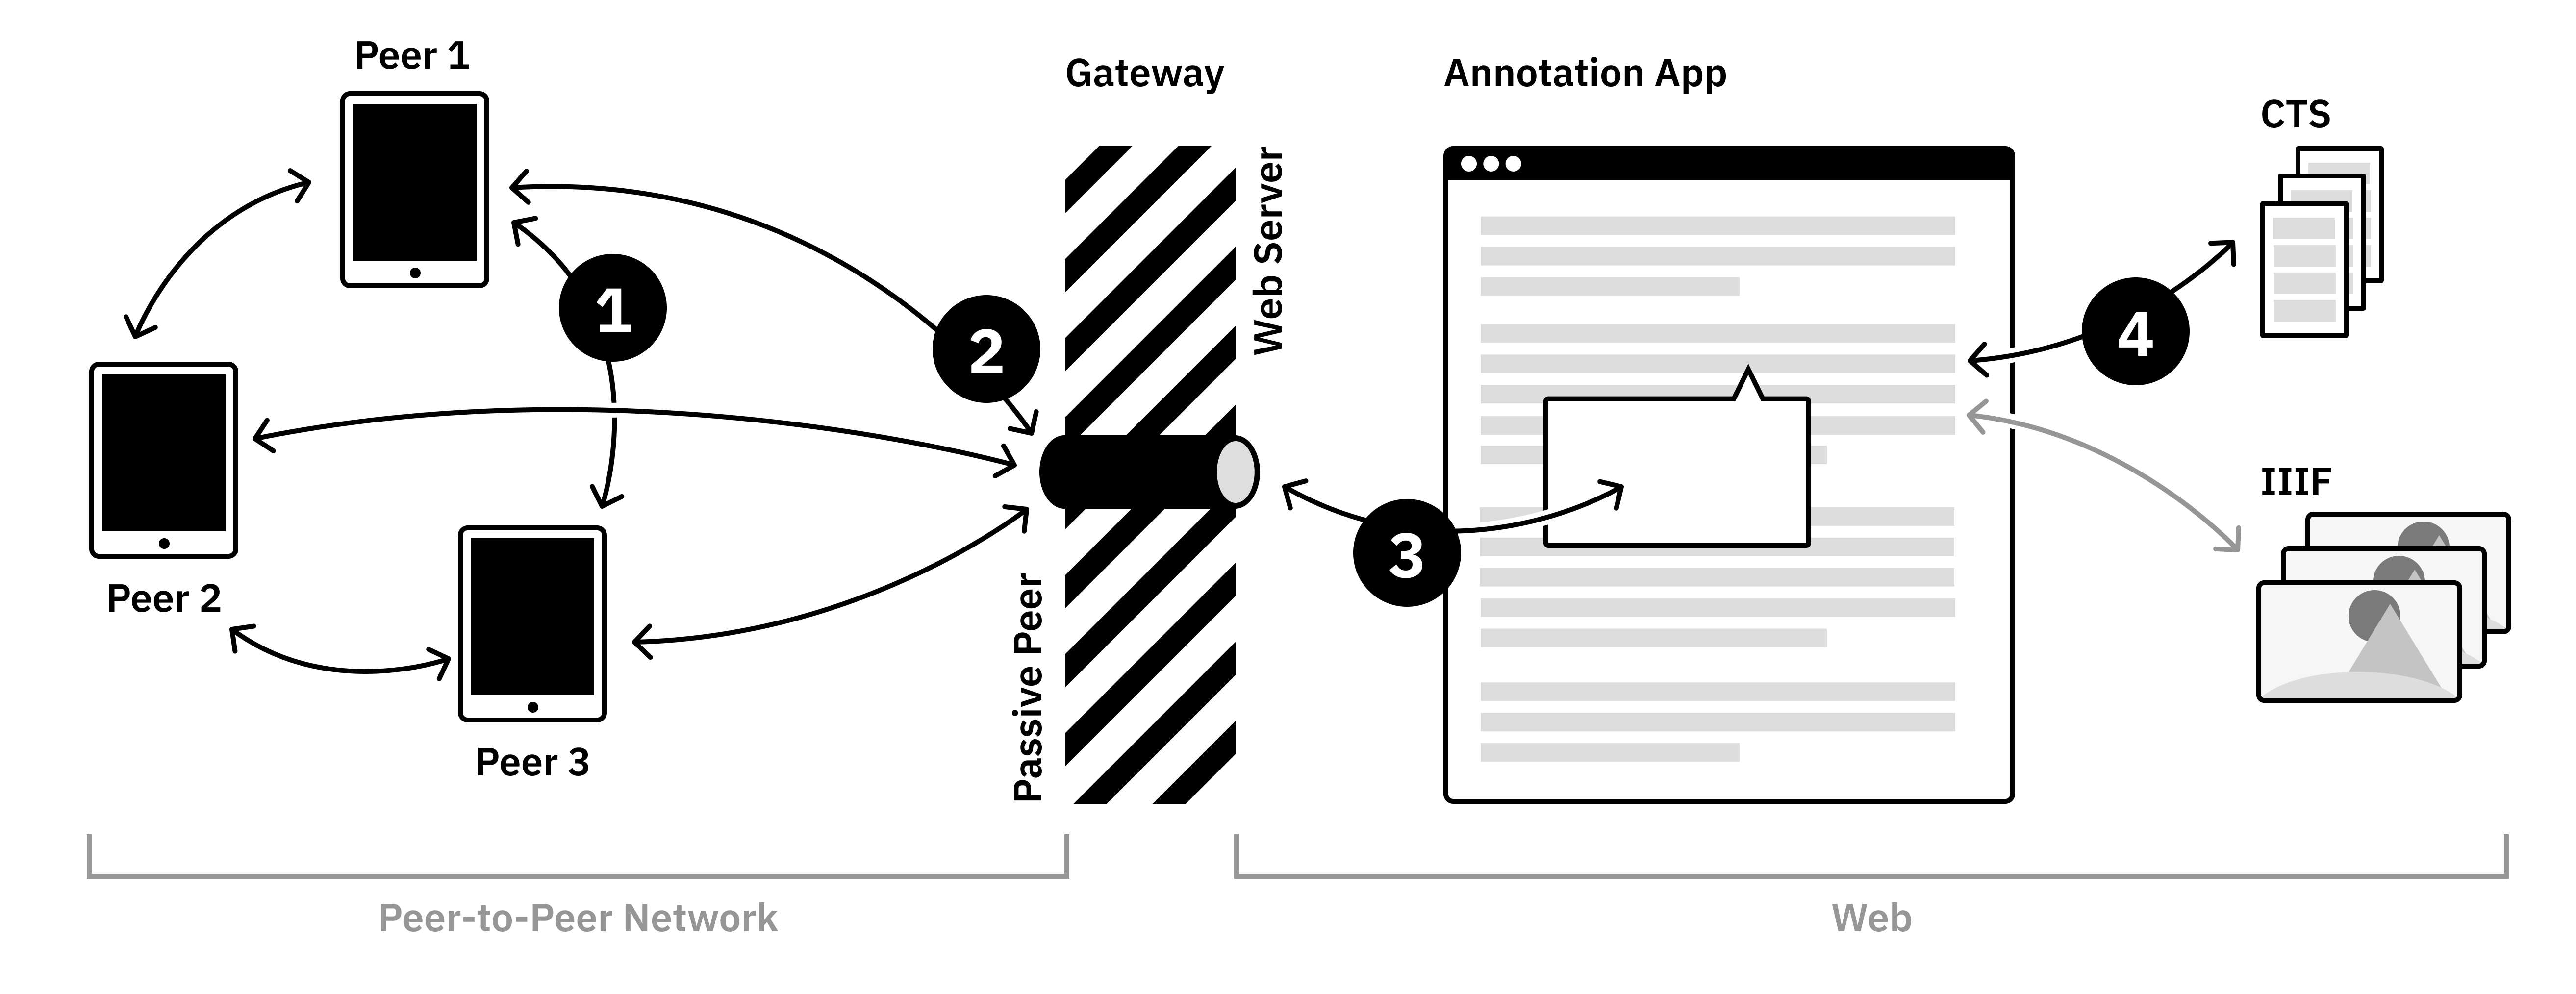 Peer 1
Gateway
Annotation App
CTS
Web Server
1
2
4
IIIF
3
Peer 2
Passive Peer
Peer 3
Peer-to-Peer Network
Web